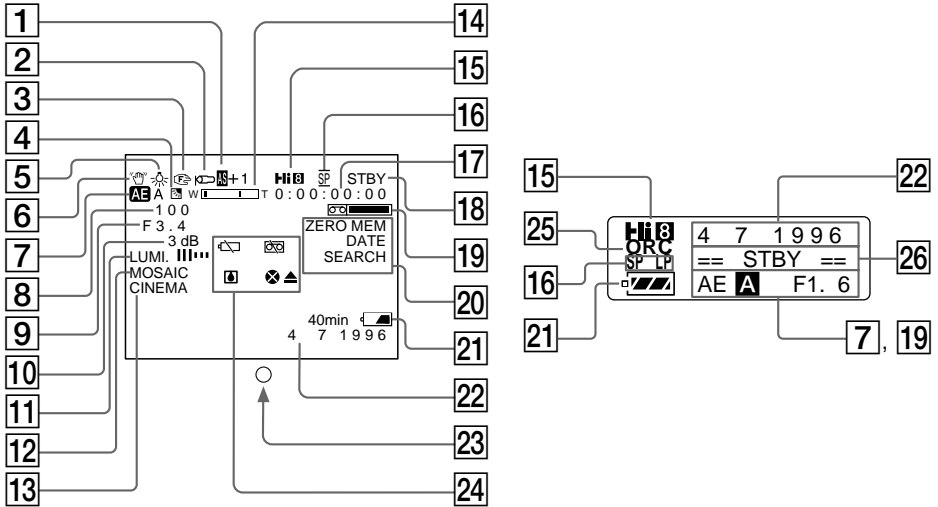 1
2
3
4
5
6
7
8
9
10
11
12
13
14
15
16
17
18
19
20
21
22
23
24
AS +1 Hi8 SP STBY
AE A W T 0:00:00:00
100
F3.4
3 dB
LUMI.
MOSAIC
CINEMA
ZERO MEM
DATE
SEARCH
40min
4 7 1996
15
25
16
21
22
26
7, 19
Hi8
ORC
SP LP
4 7 1996
== STBY ==
AE A F1. 6